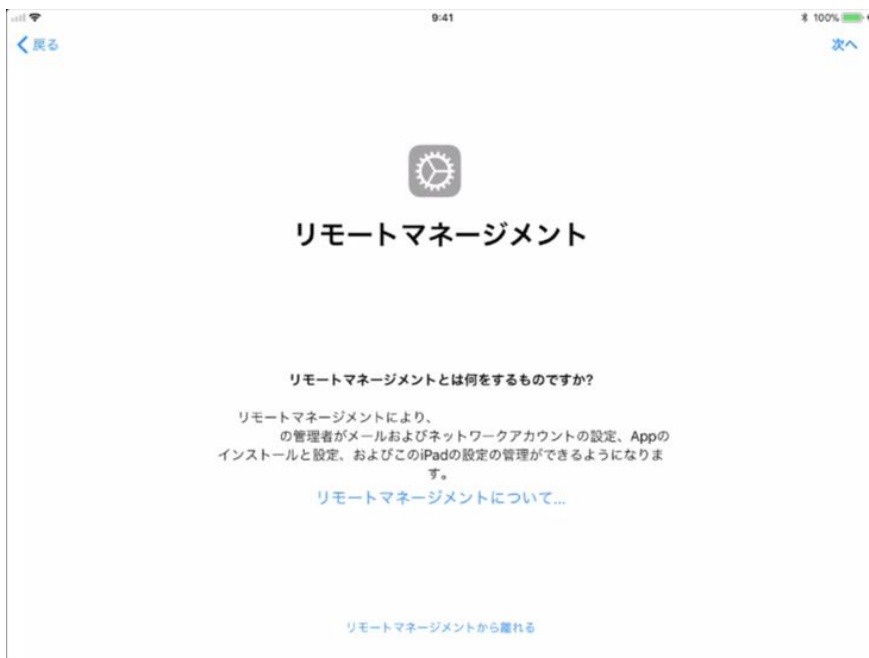 9:41
100%
戻る
次へ
リモートマネージメント
リモートマネージメントとは何をするものですか?
リモートマネージメントにより、
の管理者がメールおよびネットワークアカウントの設定、Appの
インストールと設定、およびこのiPadの設定の管理ができるようになりま
す。
リモートマネージメントについて...
リモートマネージメントから離れる